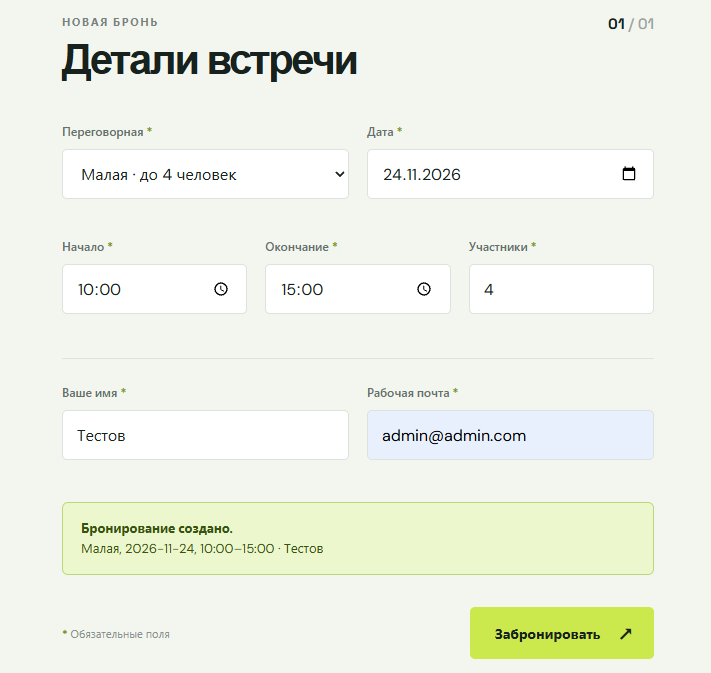 НОВАЯ БРОНЬ
01 / 01
Детали встречи
Переговорная *
Дата *
Малая · до 4 человек
24.11.2026
Начало *
Окончание *
Участники *
10:00
15:00
4
Ваше имя *
Рабочая почта *
Тестов
admin@admin.com
Бронирование создано.
Малая, 2026-11-24, 10:00–15:00 · Тестов
* Обязательные поля
Забронировать ↗